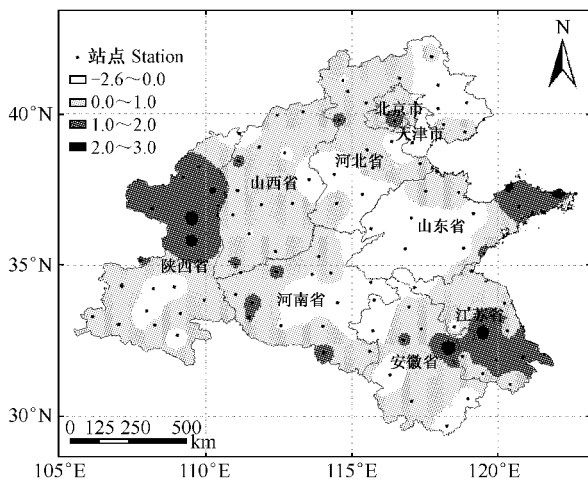 N
站点 Station
−2.6～0.0
0.0～1.0
1.0～2.0
2.0～3.0
40°N
35°N
30°N
北京市
天津市
河北省
山西省
山东省
陕西省
河南省
江苏省
安徽省
0 125 250 500
km
105°E 110°E 115°E 120°E